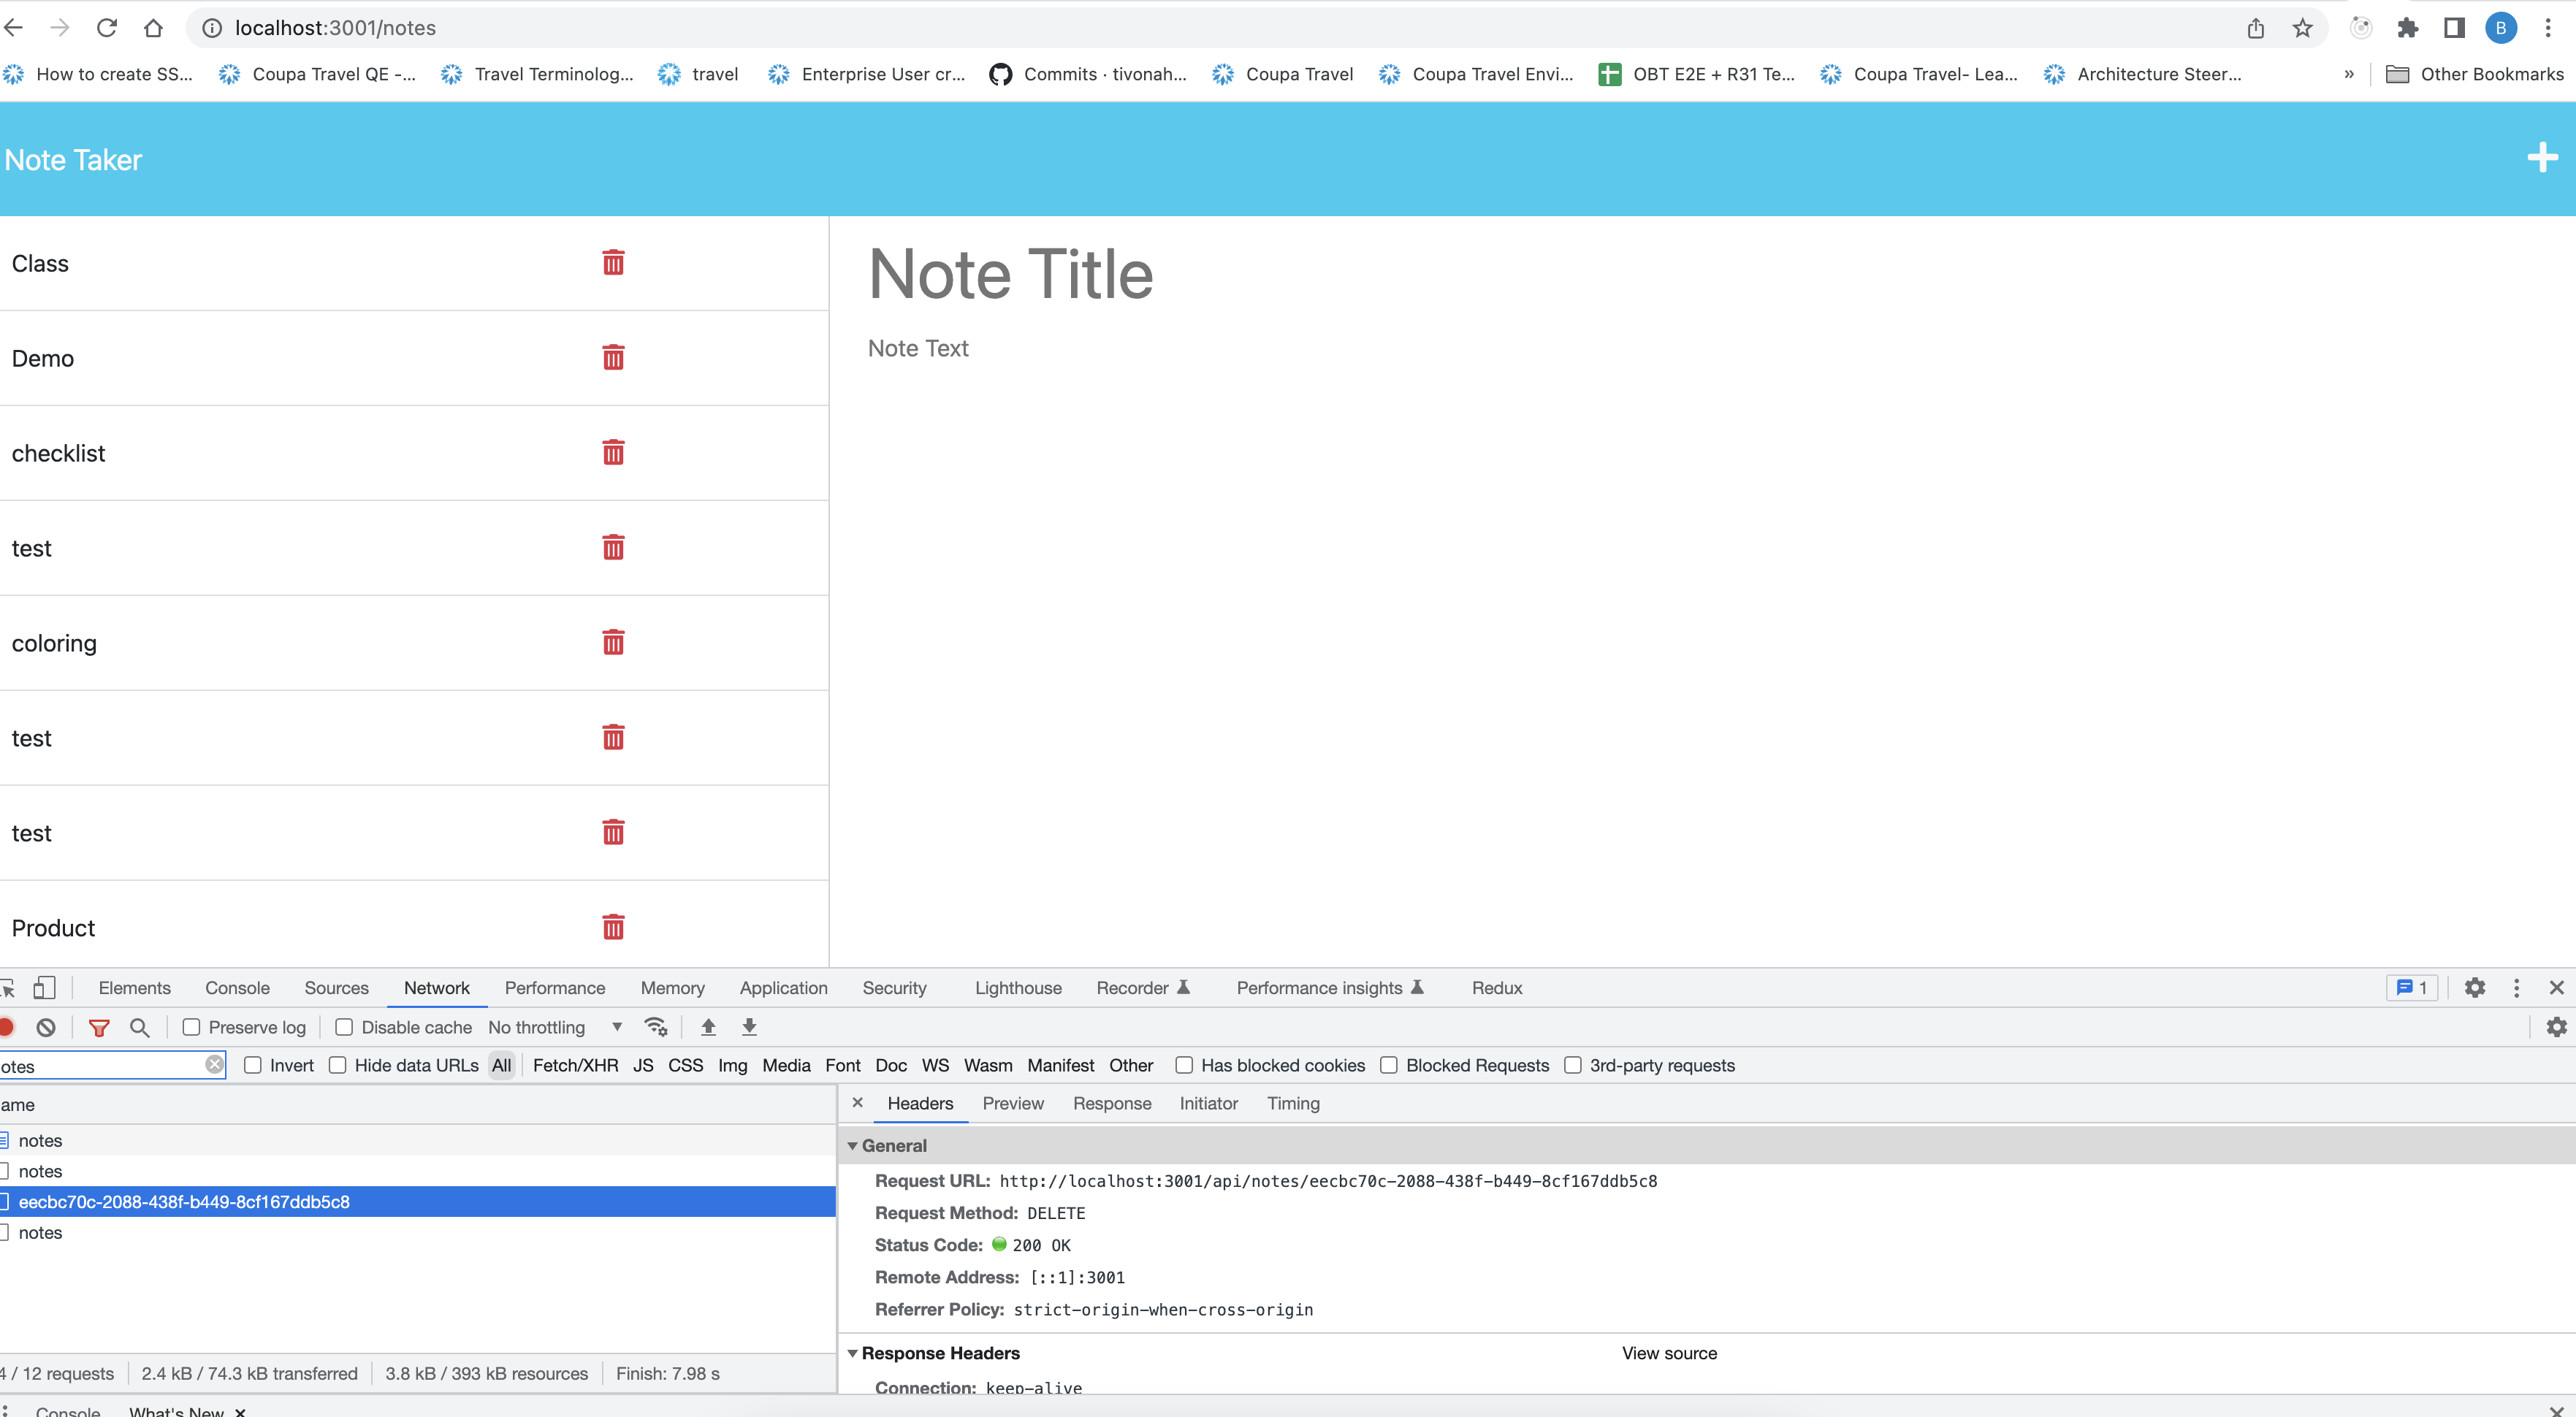 localhost:3001/notes
B
How to create SS... Coupa Travel QE -... Travel Terminolog... travel Enterprise User cr... Commits · tivonah... Coupa Travel Coupa Travel Envi... OBT E2E + R31 Te... Coupa Travel- Lea... Architecture Steer... » Other Bookmarks
Note Taker
Class
Note Title
Demo
Note Text
checklist
test
coloring
test
test
Product
Elements Console Sources Network Performance Memory Application Security Lighthouse Recorder Performance insights Redux 1
Preserve log Disable cache No throttling
otes Invert Hide data URLs All Fetch/XHR JS CSS Img Media Font Doc WS Wasm Manifest Other Has blocked cookies Blocked Requests 3rd-party requests
ame
Headers Preview Response Initiator Timing
notes
notes
eecbc70c-2088-438f-b449-8cf167ddb5c8
notes
General
Request URL: http://localhost:3001/api/notes/eecbc70c-2088-438f-b449-8cf167ddb5c8
Request Method: DELETE
Status Code: 200 OK
Remote Address: [::1]:3001
Referrer Policy: strict-origin-when-cross-origin
Response Headers View source
Connection: keep-alive
4 / 12 requests 2.4 kB / 74.3 kB transferred 3.8 kB / 393 kB resources Finish: 7.98 s
Console What's New